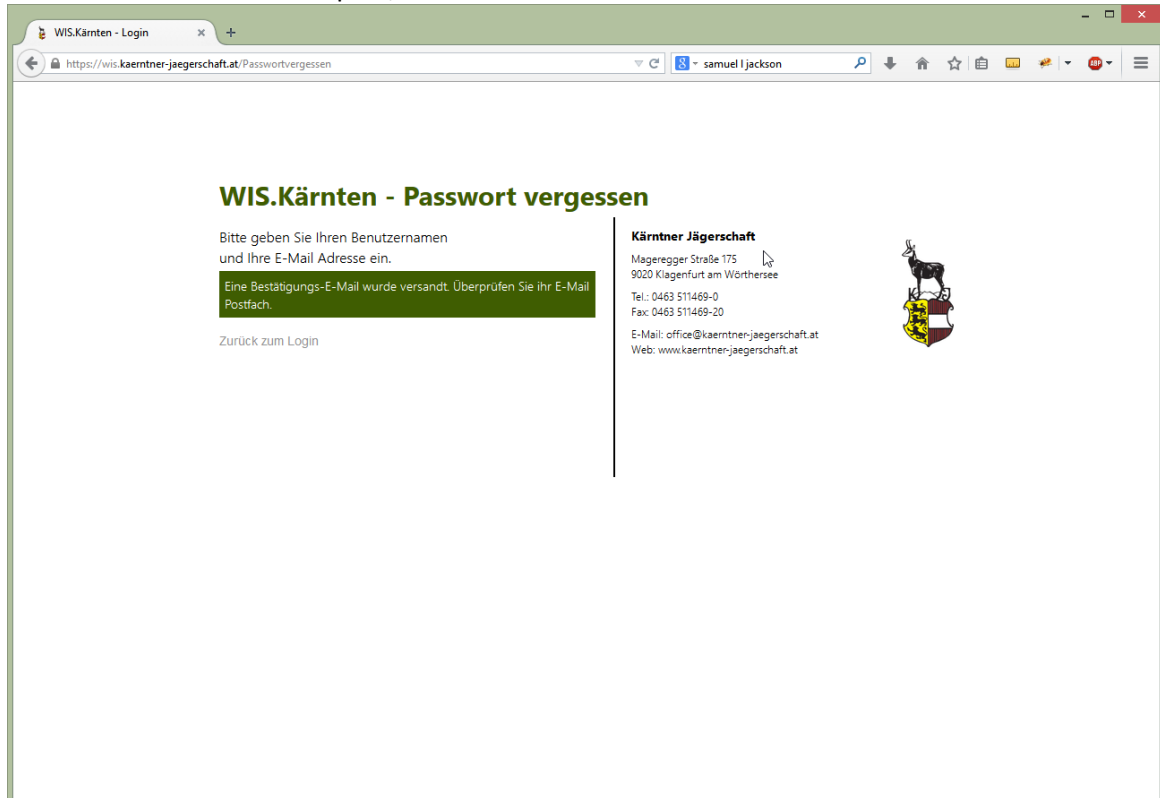 WIS.Kärnten - Login
https://wis.kaerntner-jaegerschaft.at/Passwortvergessen
samuel l jackson
ABP
WIS.Kärnten - Passwort vergessen
Bitte geben Sie Ihren Benutzernamen
und Ihre E-Mail Adresse ein.
Eine Bestätigungs-E-Mail wurde versandt. Überprüfen Sie ihr E-Mail
Postfach.
Zurück zum Login
Kärntner Jägerschaft
Mageregger Straße 175
9020 Klagenfurt am Wörthersee
Tel.: 0463 511469-0
Fax: 0463 511469-20
E-Mail: office@kaerntner-jaegerschaft.at
Web: www.kaerntner-jaegerschaft.at
K J